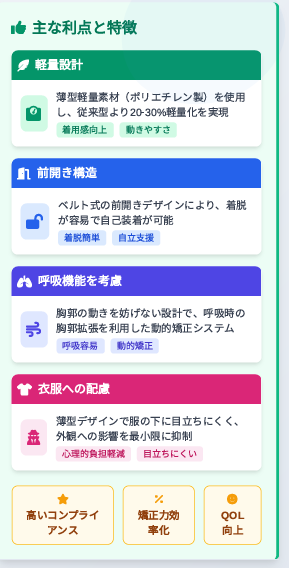 主な利点と特徴
軽量設計
薄型軽量素材（ポリエチレン製）を使用
し、従来型より20-30%軽量化を実現
着用感向上 動きやすさ
前開き構造
ベルト式の前開きデザインにより、着脱
が容易で自己装着が可能
着脱簡単 自立支援
呼吸機能を考慮
胸郭の動きを妨げない設計で、呼吸時の
胸郭拡張を利用した動的矯正システム
呼吸容易 動的矯正
衣服への配慮
薄型デザインで服の下に目立ちにくく、
外観への影響を最小限に抑制
心理的負担軽減 目立ちにくい
高いコンプライ
アンス
矯正力効
率化
QOL
向上